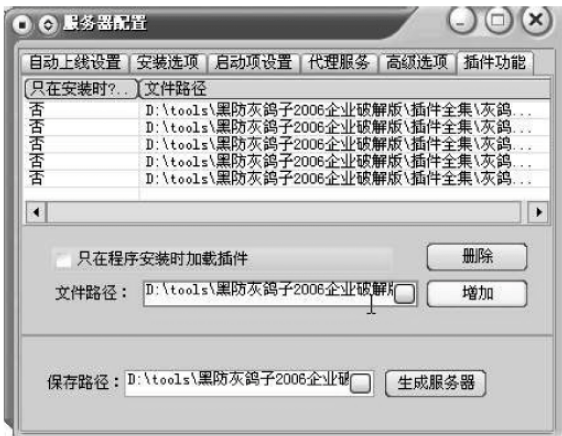 服务器配置
自动上线设置 安装选项 启动项设置 代理服务 高级选项 插件功能
只在安装时?.. 文件路径
否 D:\tools\黑防灰鸽子2006企业破解版\插件全集\灰鸽...
否 D:\tools\黑防灰鸽子2006企业破解版\插件全集\灰鸽...
否 D:\tools\黑防灰鸽子2006企业破解版\插件全集\灰鸽...
否 D:\tools\黑防灰鸽子2006企业破解版\插件全集\灰鸽...
否 D:\tools\黑防灰鸽子2006企业破解版\插件全集\灰鸽...
只在程序安装时加载插件 删除
文件路径： D:\tools\黑防灰鸽子2006企业破解 增加
保存路径： D:\tools\黑防灰鸽子2006企业破 生成服务器